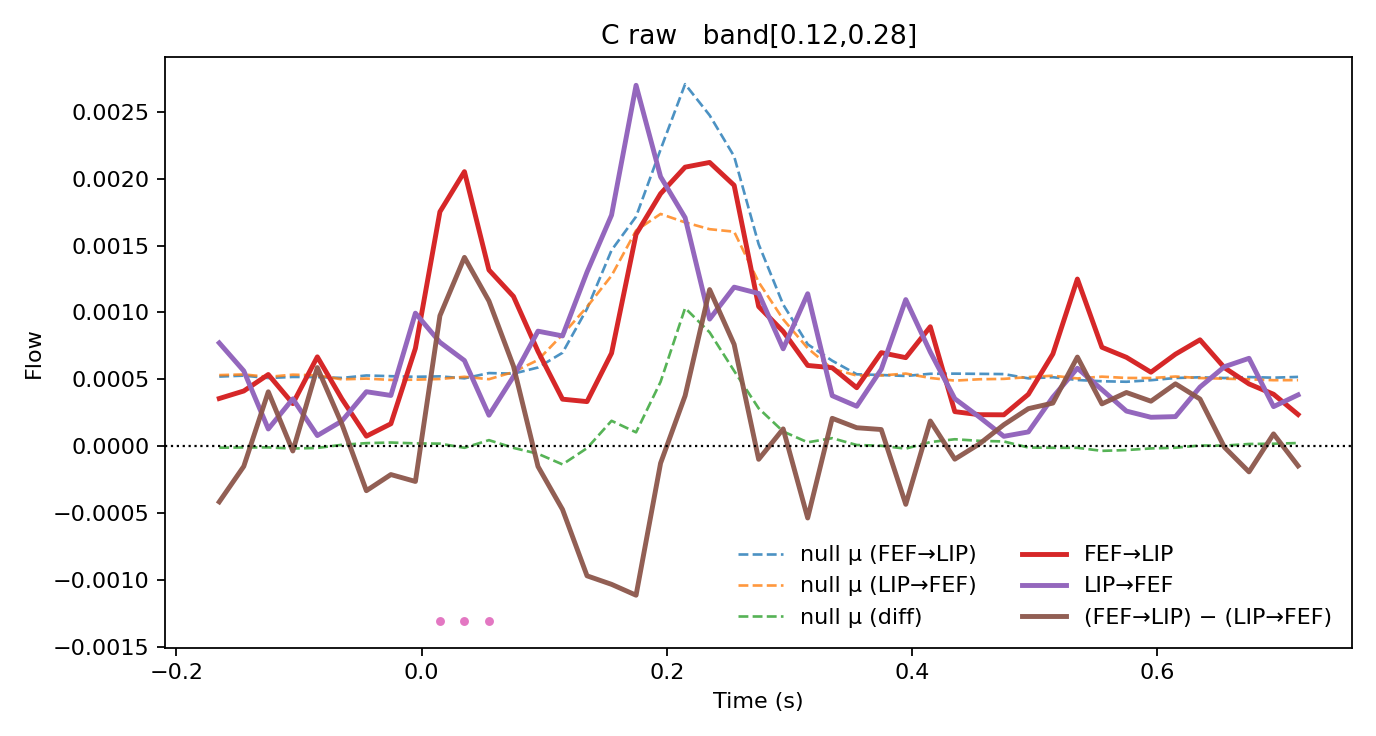 C raw   band[0.12,0.28]
Flow
0.0025
0.0020
0.0015
0.0010
0.0005
0.0000
−0.0005
−0.0010
−0.0015
−0.2
0.0
0.2
0.4
0.6
Time (s)
null μ (FEF→LIP)
null μ (LIP→FEF)
null μ (diff)
FEF→LIP
LIP→FEF
(FEF→LIP) − (LIP→FEF)